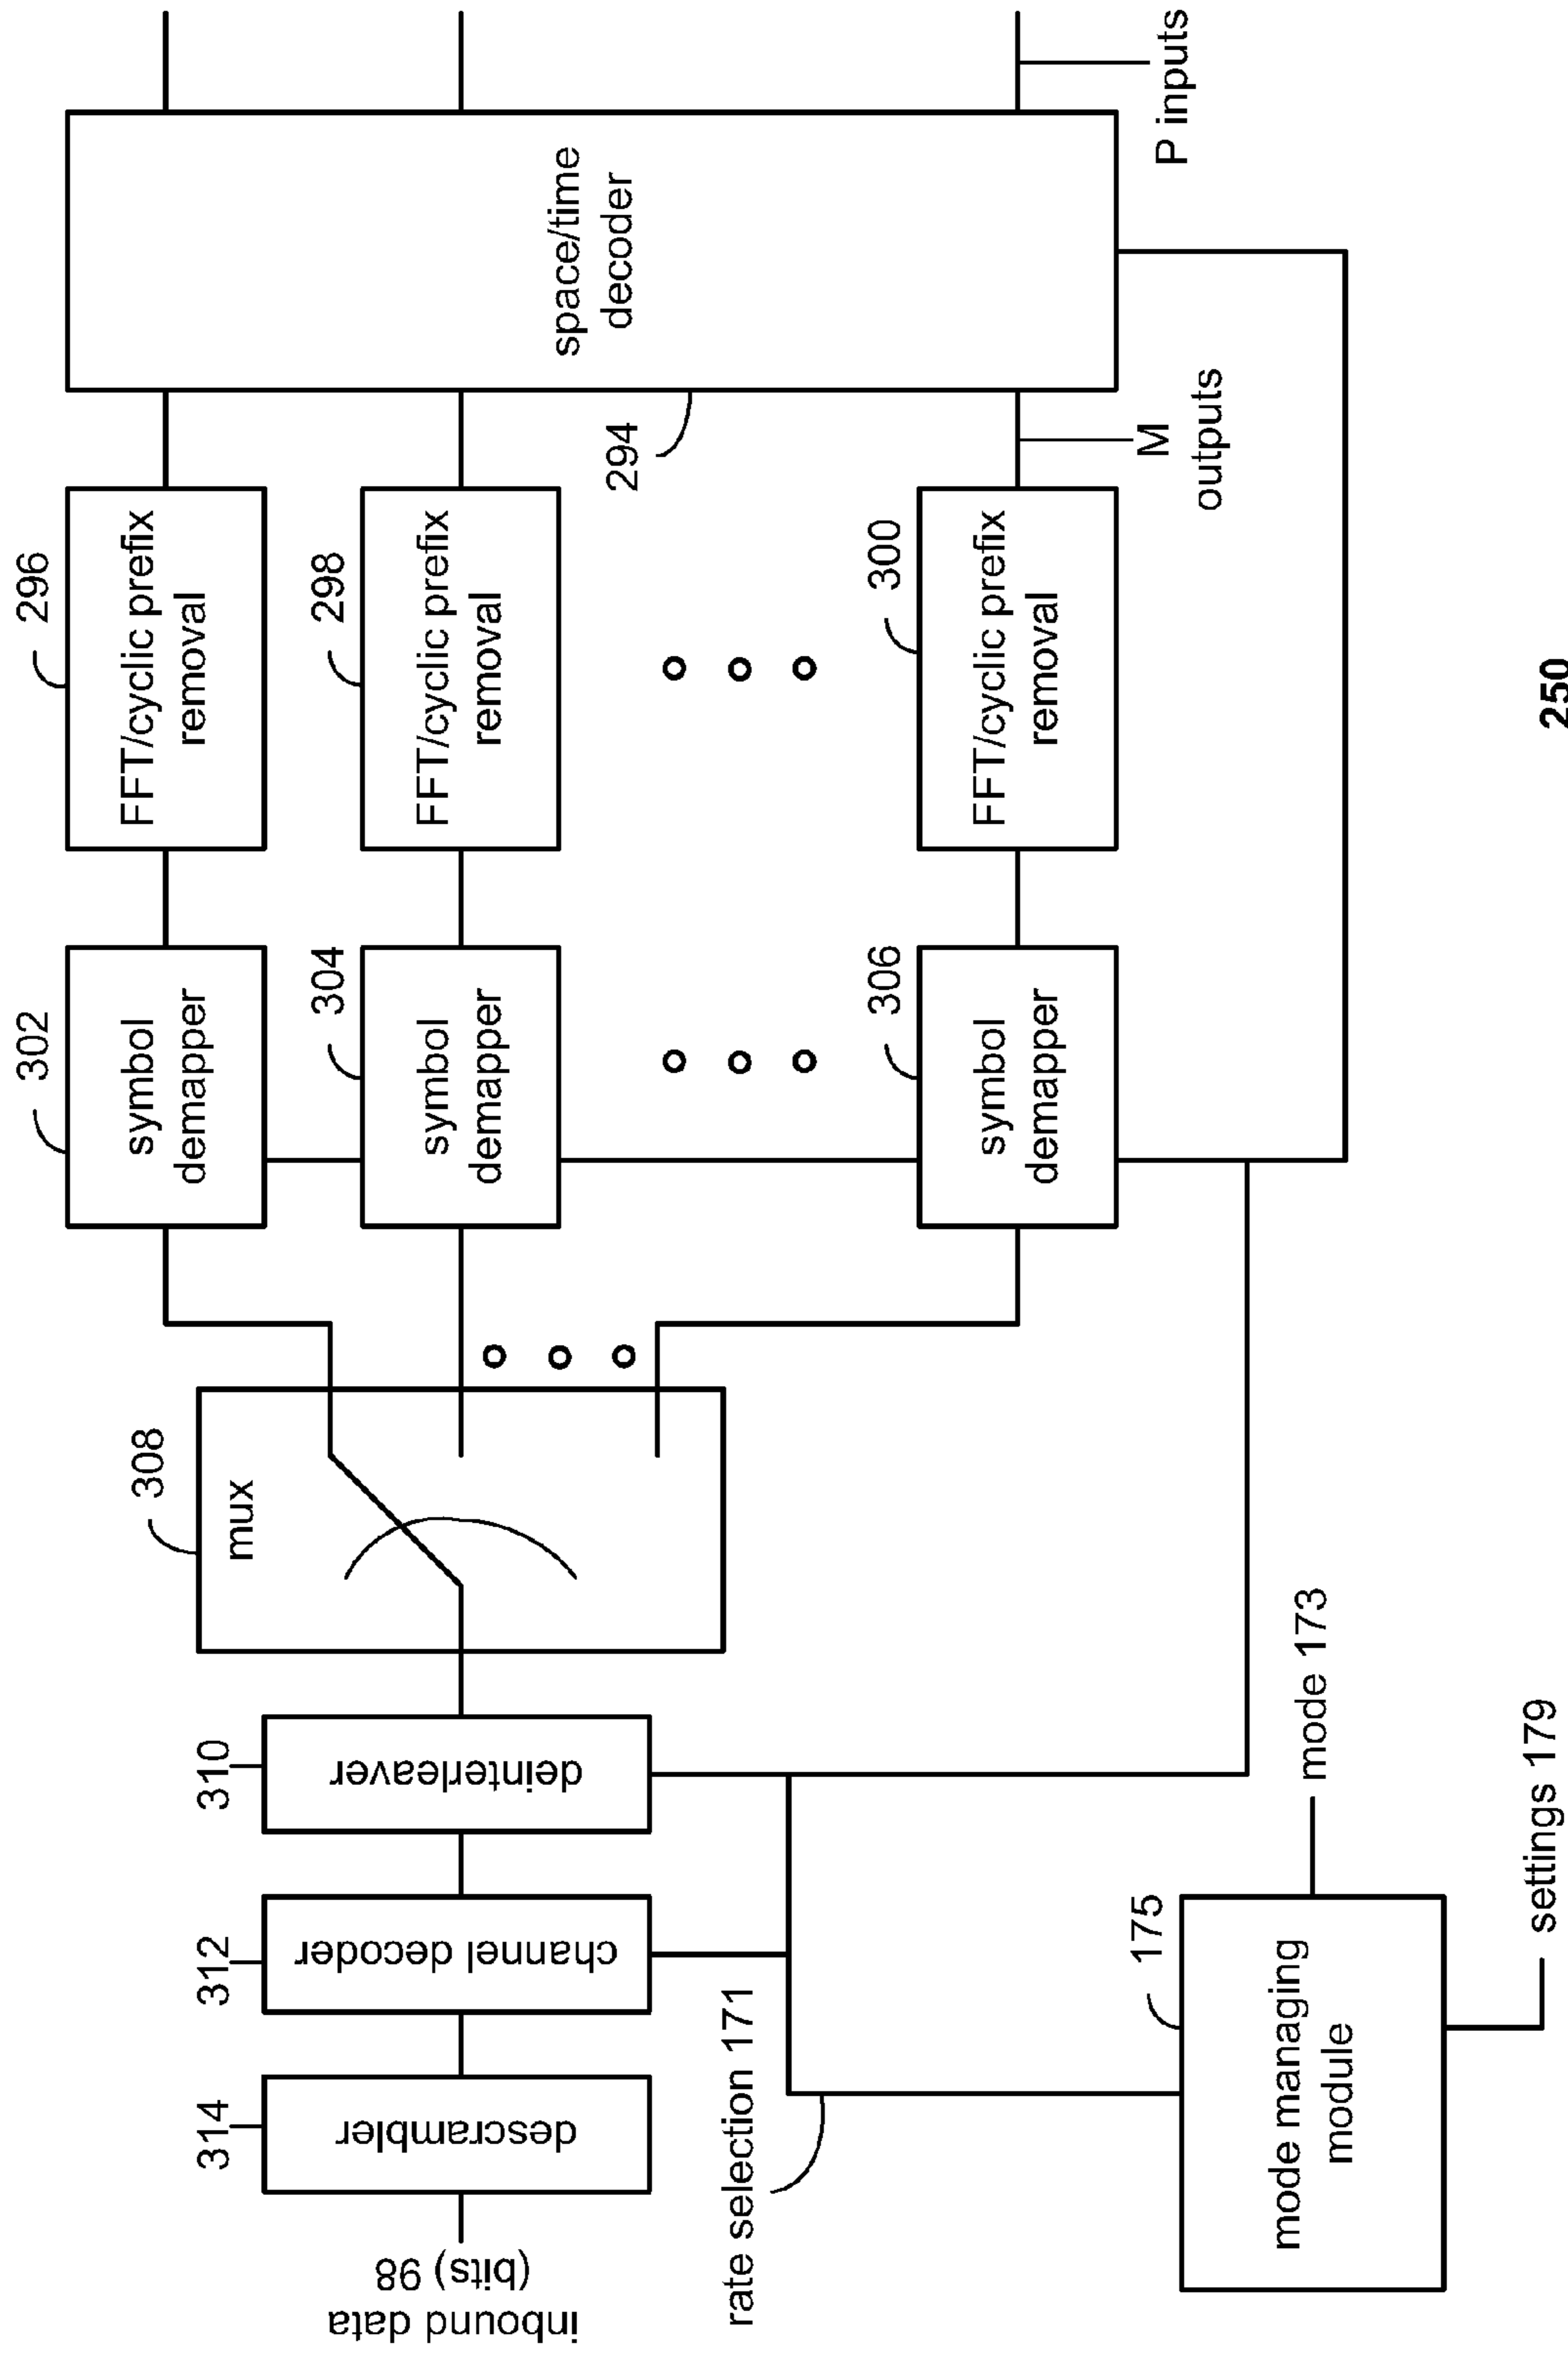 314
descrambler
inbound data
(bits) 98
312
channel decoder
310
deinterleaver
308
mux
302
symbol
demapper
304
symbol
demapper
306
symbol
demapper
296
FFT/cyclic prefix
removal
298
FFT/cyclic prefix
removal
300
FFT/cyclic prefix
removal
space/time
decoder
294
M
outputs
P inputs
rate selection 171
175
mode managing
module
mode 173
settings 179
250